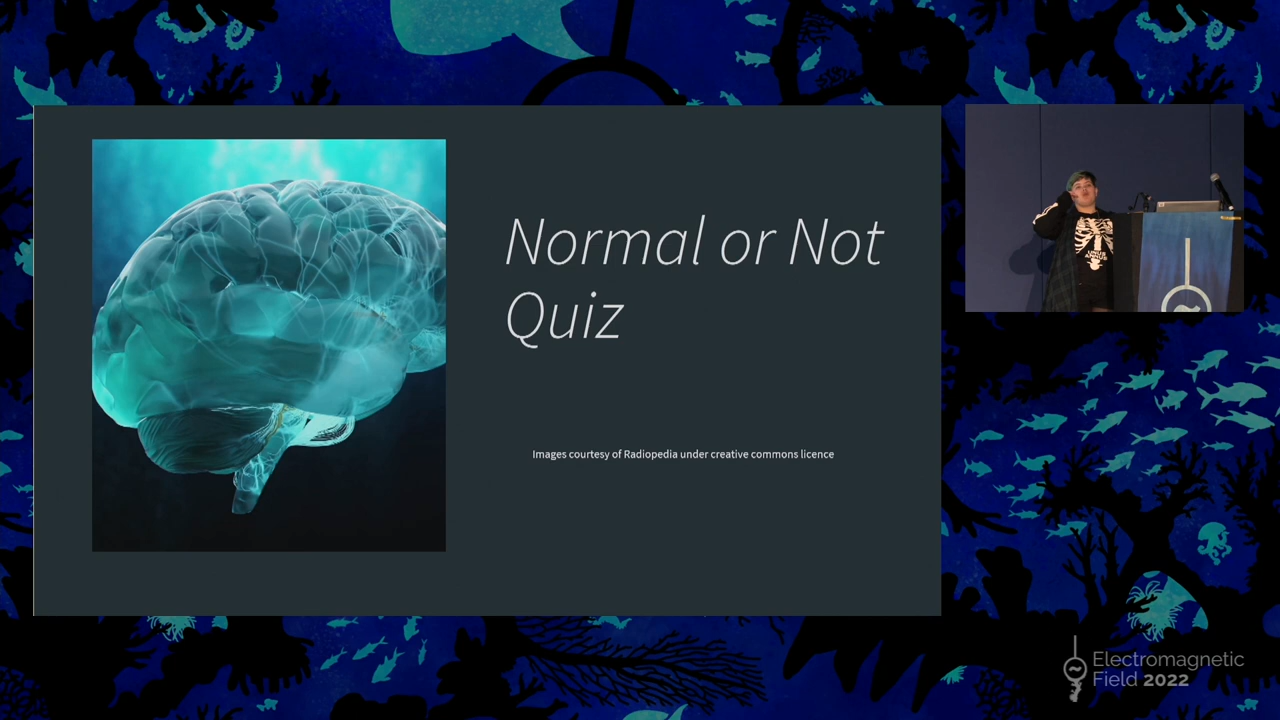 Normal or Not
Quiz
Images courtesy of Radiopedia under creative commons licence
Electromagnetic
Field 2022